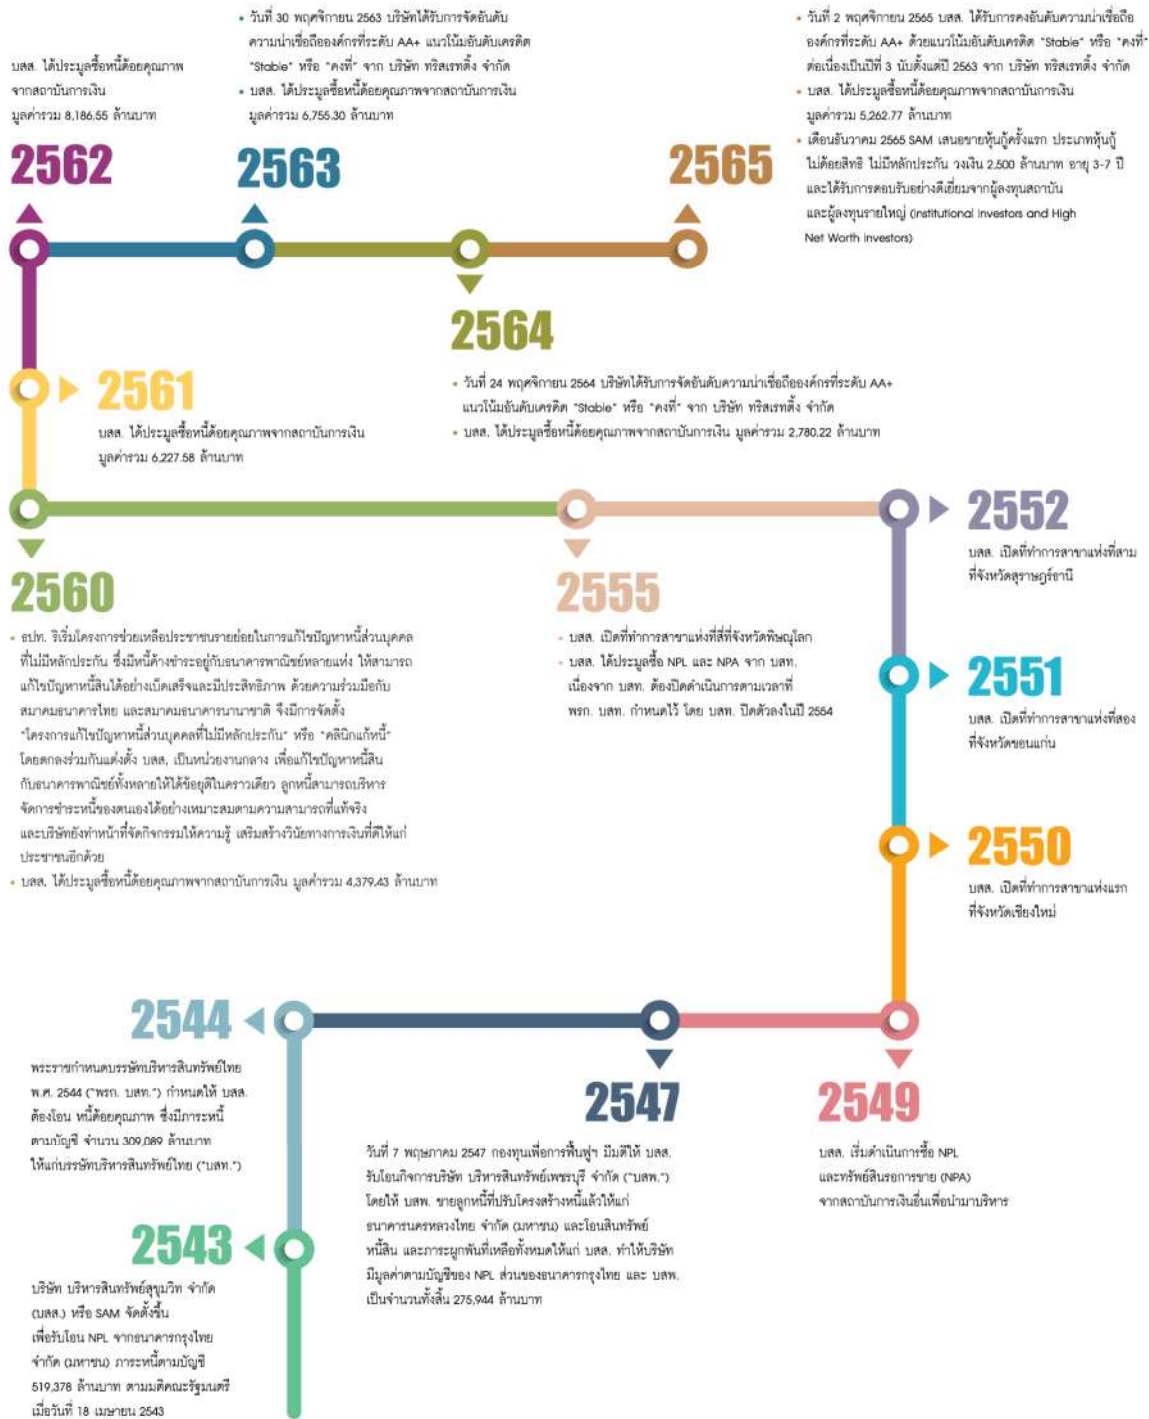 บสส. ได้ประมูลซื้อหนี้ด้อยคุณภาพ
จากสถาบันการเงิน
มูลค่ารวม 8,186.55 ล้านบาท
2562
• วันที่ 30 พฤศจิกายน 2563 บริษัทได้รับการจัดอันดับ
ความน่าเชื่อถือองค์กรที่ระดับ AA+ แนวโน้มอันดับเครดิต
"Stable" หรือ "คงที่" จาก บริษัท ทริสเรทติ้ง จำกัด
• บสส. ได้ประมูลซื้อหนี้ด้อยคุณภาพจากสถาบันการเงิน
มูลค่ารวม 6,755.30 ล้านบาท
2563
2565
• วันที่ 2 พฤศจิกายน 2565 บสส. ได้รับการคงอันดับความน่าเชื่อถือ
องค์กรที่ระดับ AA+ ด้วยแนวโน้มอันดับเครดิต "Stable" หรือ "คงที่"
ต่อเนื่องเป็นปีที่ 3 นับตั้งแต่ปี 2563 จาก บริษัท ทริสเรทติ้ง จำกัด
• บสส. ได้ประมูลซื้อหนี้ด้อยคุณภาพจากสถาบันการเงิน
มูลค่ารวม 5,262.77 ล้านบาท
• เดือนธันวาคม 2565 SAM เสนอขายหุ้นกู้ครั้งแรก ประเภทหุ้นกู้
ไม่ด้อยสิทธิ ไม่มีหลักประกัน วงเงิน 2,500 ล้านบาท อายุ 3-7 ปี
และได้รับการตอบรับอย่างดีเยี่ยมจากผู้ลงทุนสถาบัน
และผู้ลงทุนรายใหญ่ (Institutional Investors and High
Net Worth Investors)
2564
• วันที่ 24 พฤศจิกายน 2564 บริษัทได้รับการจัดอันดับความน่าเชื่อถือองค์กรที่ระดับ AA+
แนวโน้มอันดับเครดิต "Stable" หรือ "คงที่" จาก บริษัท ทริสเรทติ้ง จำกัด
• บสส. ได้ประมูลซื้อหนี้ด้อยคุณภาพจากสถาบันการเงิน มูลค่ารวม 2,780.22 ล้านบาท
2561
บสส. ได้ประมูลซื้อหนี้ด้อยคุณภาพจากสถาบันการเงิน
มูลค่ารวม 6,227.58 ล้านบาท
2560
• ธปท. ริเริ่มโครงการช่วยเหลือประชาชนรายย่อยในการแก้ไขปัญหาหนี้ส่วนบุคคล
ที่ไม่มีหลักประกัน ซึ่งมีหนี้ค้างชำระอยู่กับธนาคารพาณิชย์หลายแห่ง ให้สามารถ
แก้ไขปัญหาหนี้สินได้อย่างเบ็ดเสร็จและมีประสิทธิภาพ ด้วยความร่วมมือกับ
สมาคมธนาคารไทย และสมาคมธนาคารนานาชาติ จึงมีการจัดตั้ง
"โครงการแก้ไขปัญหาหนี้ส่วนบุคคลที่ไม่มีหลักประกัน" หรือ "คลินิกแก้หนี้"
โดยตกลงร่วมกันแต่งตั้ง บสส. เป็นหน่วยงานกลาง เพื่อแก้ไขปัญหาหนี้สิน
กับธนาคารพาณิชย์ทั้งหลายให้ได้ข้อยุติในคราวเดียว ลูกหนี้สามารถบริหาร
จัดการชำระหนี้ของตนเองได้อย่างเหมาะสมตามความสามารถที่แท้จริง
และบริษัทยังทำหน้าที่จัดกิจกรรมให้ความรู้ เสริมสร้างวินัยทางการเงินที่ดีให้แก่
ประชาชนอีกด้วย
• บสส. ได้ประมูลซื้อหนี้ด้อยคุณภาพจากสถาบันการเงิน มูลค่ารวม 4,379.43 ล้านบาท
2555
• บสส. เปิดที่ทำการสาขาแห่งที่สี่ที่จังหวัดพิษณุโลก
• บสส. ได้ประมูลซื้อ NPL และ NPA จาก บสท.
เนื่องจาก บสท. ต้องปิดดำเนินการตามเวลาที่
พรก. บสท. กำหนดไว้ โดย บสท. ปิดตัวลงในปี 2554
2552
บสส. เปิดที่ทำการสาขาแห่งที่สาม
ที่จังหวัดสุราษฎร์ธานี
2551
บสส. เปิดที่ทำการสาขาแห่งที่สอง
ที่จังหวัดขอนแก่น
2550
บสส. เปิดที่ทำการสาขาแห่งแรก
ที่จังหวัดเชียงใหม่
2544
พระราชกำหนดบรรษัทบริหารสินทรัพย์ไทย
พ.ศ. 2544 ("พรก. บสท.") กำหนดให้ บสส.
ต้องโอน หนี้ด้อยคุณภาพ ซึ่งมีภาระหนี้
ตามบัญชี จำนวน 309,089 ล้านบาท
ให้แก่บรรษัทบริหารสินทรัพย์ไทย ("บสท.")
2547
วันที่ 7 พฤษภาคม 2547 กองทุนเพื่อการฟื้นฟูฯ มีมติให้ บสส.
รับโอนกิจการบริษัท บริหารสินทรัพย์เพชรบุรี จำกัด ("บสพ.")
โดยให้ บสพ. ขายลูกหนี้ที่ปรับโครงสร้างหนี้แล้วให้แก่
ธนาคารนครหลวงไทย จำกัด (มหาชน) และโอนสินทรัพย์
หนี้สิน และภาระผูกพันที่เหลือทั้งหมดให้แก่ บสส. ทำให้บริษัท
มีมูลค่าตามบัญชีของ NPL ส่วนของธนาคารกรุงไทย และ บสพ.
เป็นจำนวนทั้งสิ้น 275,944 ล้านบาท
2549
บสส. เริ่มดำเนินการซื้อ NPL
และทรัพย์สินรอการขาย (NPA)
จากสถาบันการเงินอื่นเพื่อนำมาบริหาร
2543
บริษัท บริหารสินทรัพย์สุขุมวิท จำกัด
(บสส.) หรือ SAM จัดตั้งขึ้น
เพื่อรับโอน NPL จากธนาคารกรุงไทย
จำกัด (มหาชน) ภาระหนี้ตามบัญชี
519,378 ล้านบาท ตามมติคณะรัฐมนตรี
เมื่อวันที่ 18 เมษายน 2543